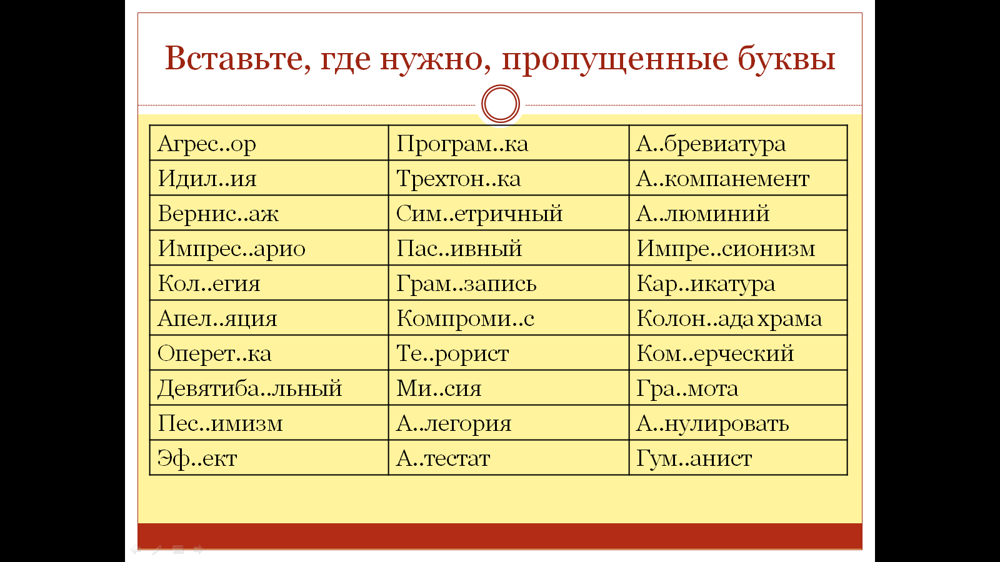 Вставьте, где нужно, пропущенные буквы
Агрес..ор Програм..ка А..бревиатура
Идил..ия Трехтон..ка А..компанемент
Вернис..аж Сим..етричный А..люминий
Импрес..арио Пас..ивный Импре..сионизм
Кол..егия Грам..запись Кар..икатура
Апел..яция Компроми..с Колон..ада храма
Оперет..ка Те..рорист Ком..ерческий
Девятиба..льный Ми..сия Гра..мота
Пес..имизм А..легория А..нулировать
Эф..ект А..тестат Гум..анист